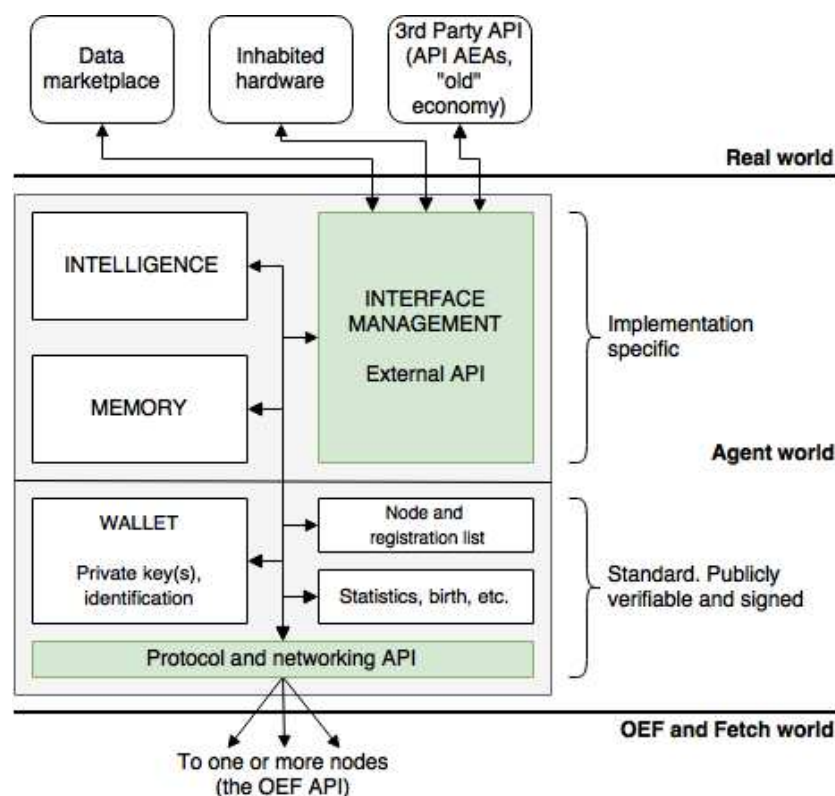 Data
marketplace
Inhabited
hardware
3rd Party API
(API AEAs,
"old"
economy)
Real world
INTELLIGENCE
INTERFACE
MANAGEMENT
External API
Implementation
specific
MEMORY
Agent world
WALLET
Private key(s),
identification
Node and
registration list
Statistics, birth, etc.
Standard. Publicly
verifiable and signed
Protocol and networking API
OEF and Fetch world
To one or more nodes
(the OEF API)